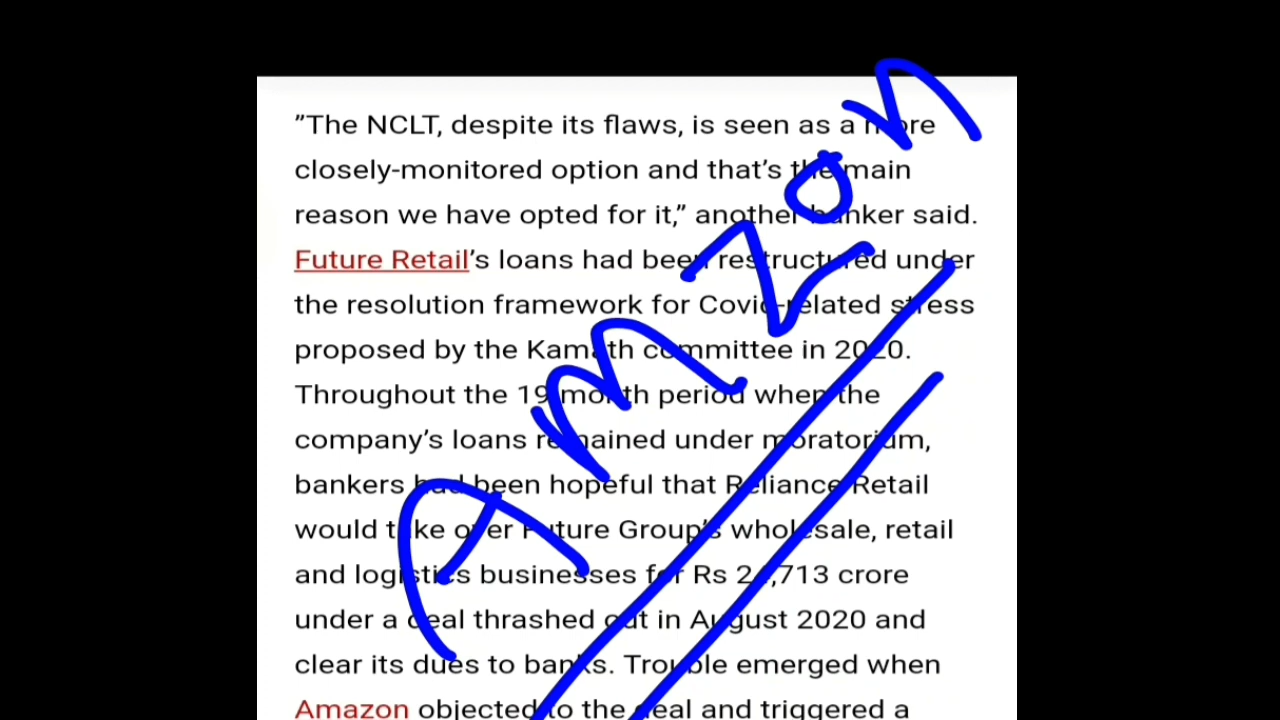 "The NCLT, despite its flaws, is seen as a more
closely-monitored option and that's the main
reason we have opted for it," another banker said.
Future Retail's loans had been restructured under
the resolution framework for Covid-related stress
proposed by the Kamath committee in 2020.
Throughout the 19 month period when the
company's loans remained under moratorium,
bankers had been hopeful that Reliance Retail
would take over Future Group's wholesale, retail
and logistics businesses for Rs 24,713 crore
under a deal thrashed out in August 2020 and
clear its dues to banks. Trouble emerged when
Amazon objected to the deal and triggered a
Amzon